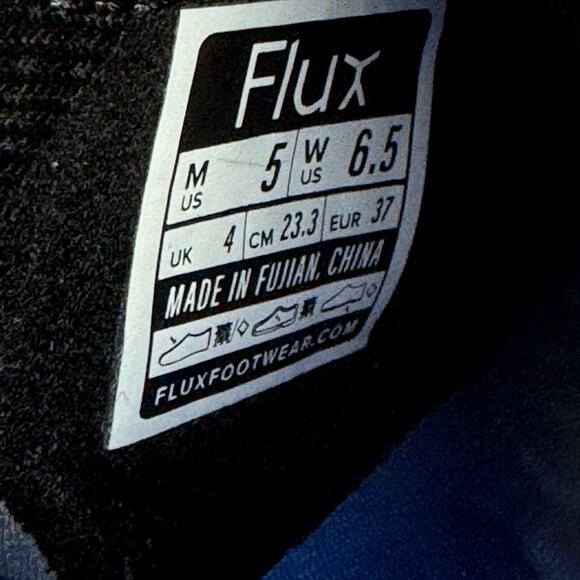 Flux
M US 5 W US 6.5
UK 4 CM 23.3 EUR 37
MADE IN FUJIAN, CHINA
FLUXFOOTWEAR.COM